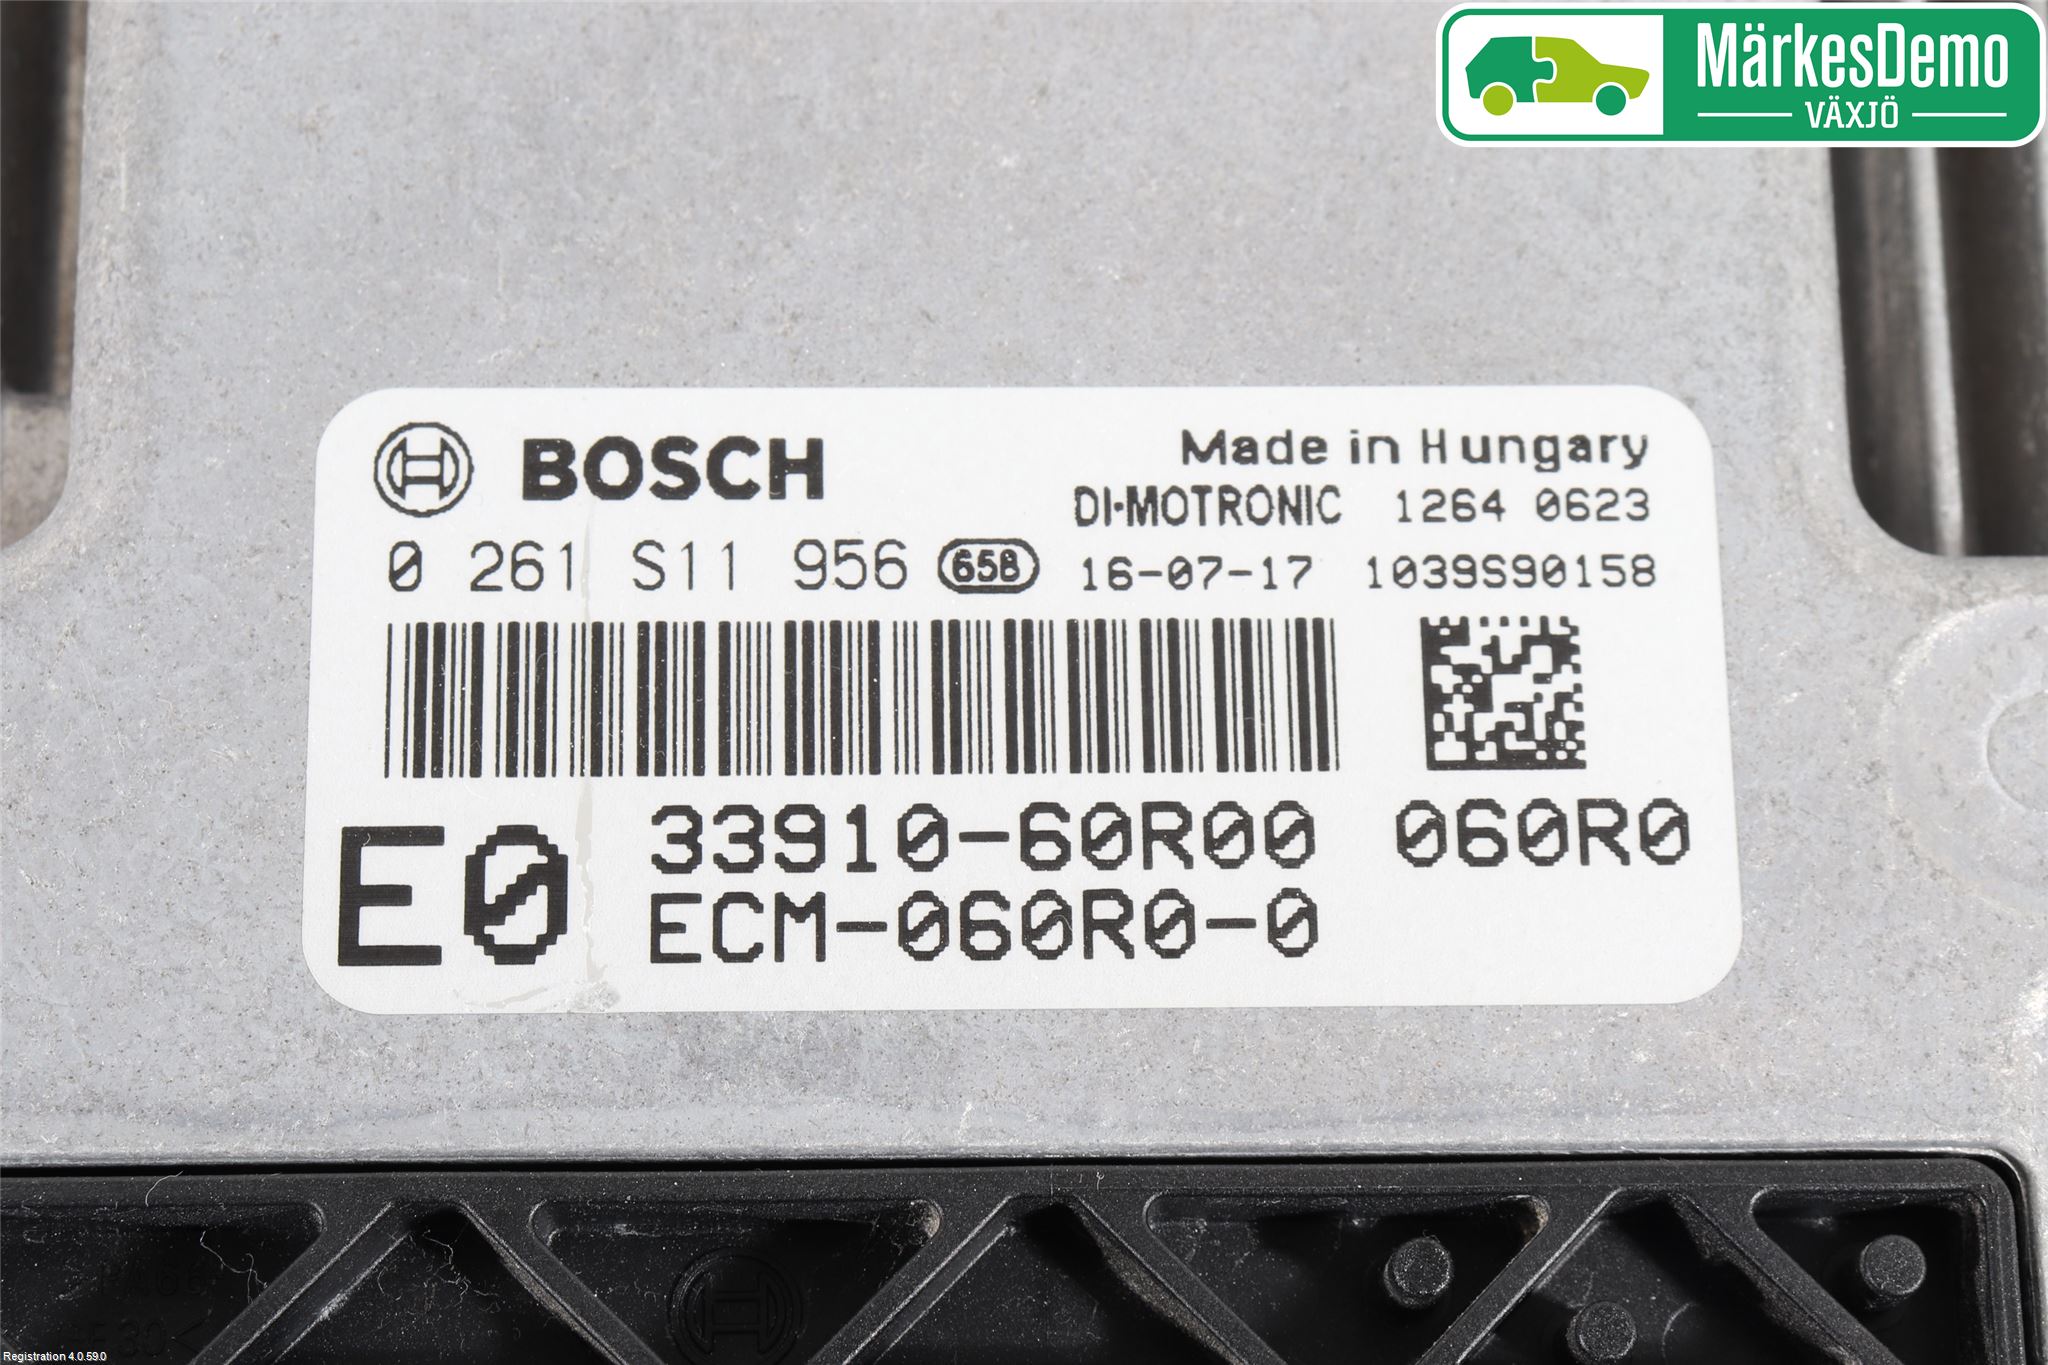 MärkesDemo
VÄXJÖ
BOSCH
Made in Hungary
DI·MOTRONIC 1264 0623
0 261 S11 956 658 16-07-17 1039S90158
33910-60R00 060R0
E0
ECM-060R0-0
Registration 4.0.59.0